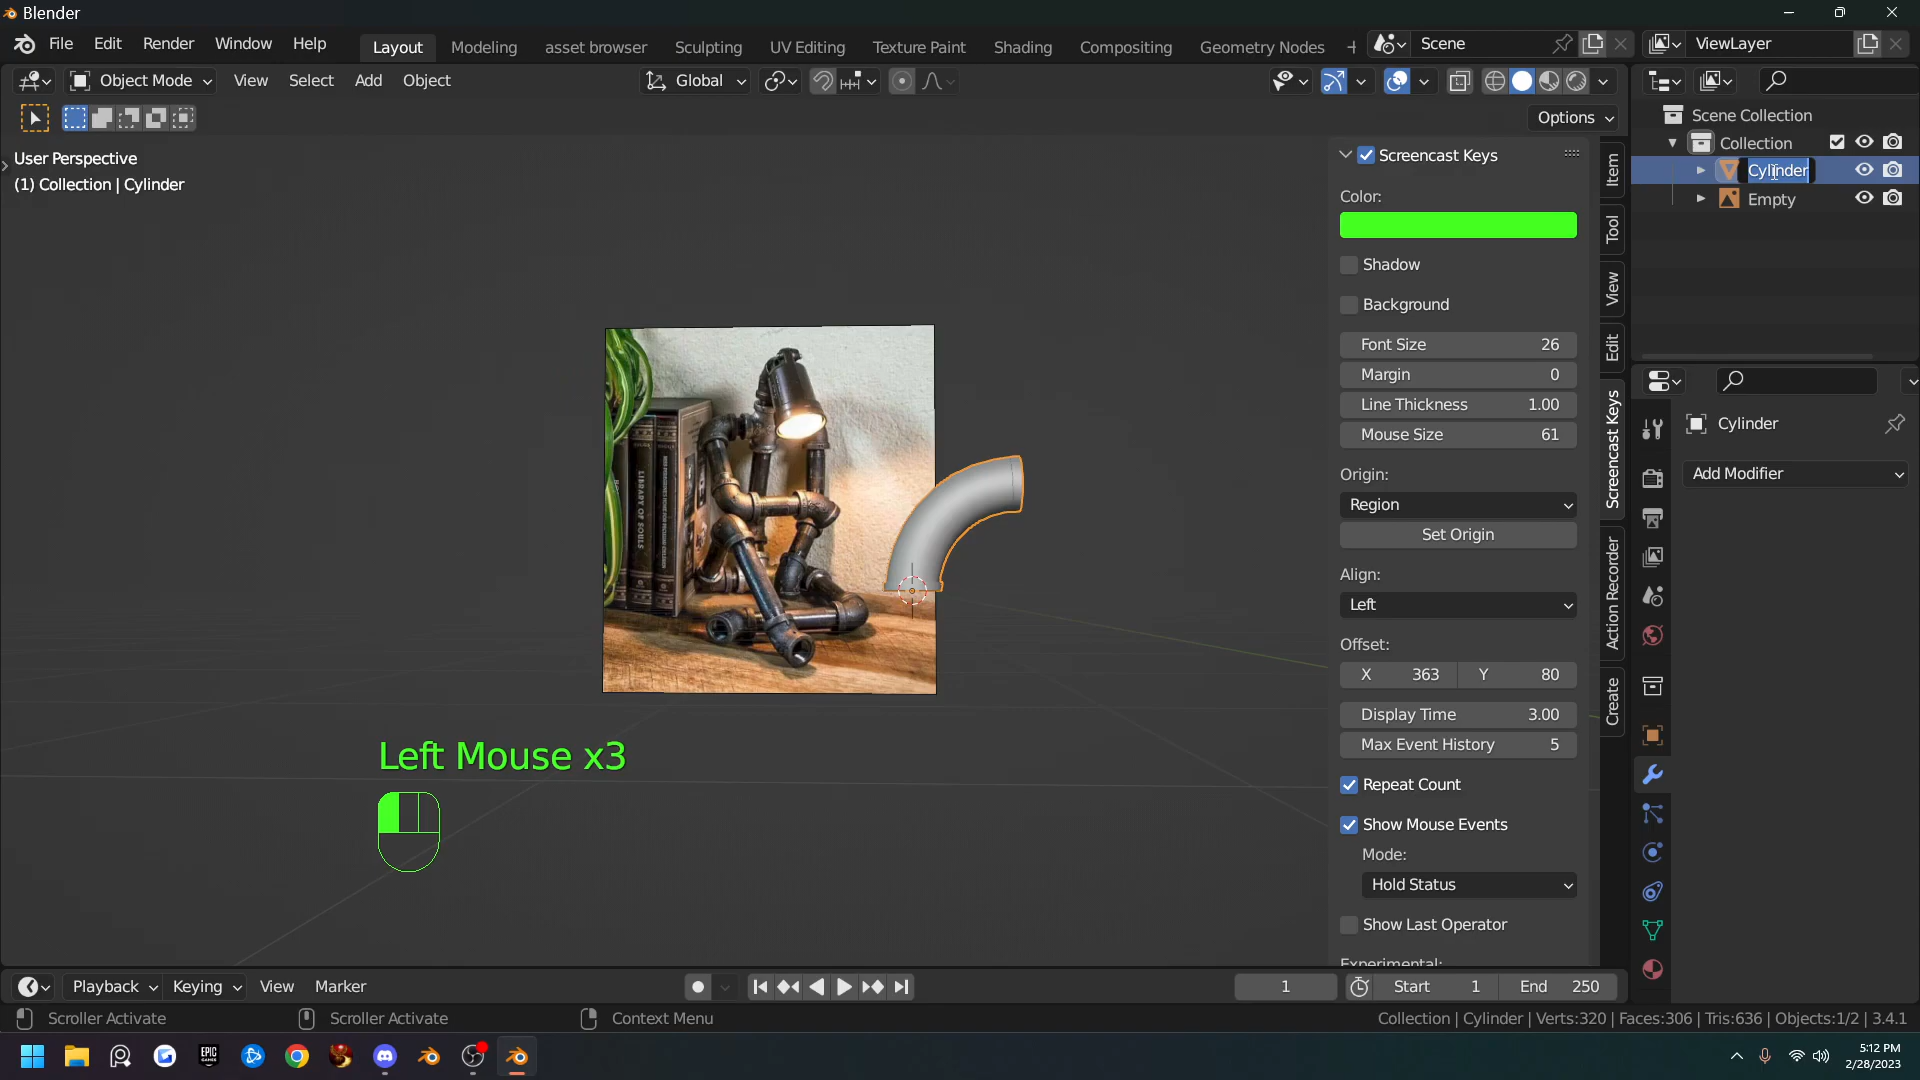 Blender
File Edit Render Window Help
Layout Modeling asset browser Sculpting UV Editing Texture Paint Shading Compositing Geometry Nodes
Scene
ViewLayer
Object Mode View Select Add Object
Global
Options
User Perspective
(1) Collection | Cylinder
Scene Collection
Collection
Cylinder
Empty
Screencast Keys
Color:
Shadow
Background
Font Size 26
Margin 0
Line Thickness 1.00
Mouse Size 61
Origin:
Region
Set Origin
Align:
Left
Offset:
X 363 Y 80
Display Time 3.00
Max Event History 5
Repeat Count
Show Mouse Events
Mode:
Hold Status
Show Last Operator
Experimental:
Item
Tool
View
Edit
Screencast Keys
Action Recorder
Create
Cylinder
Add Modifier
LIBRARY OF SOULS
Left Mouse x3
Playback Keying View Marker
1
Start 1 End 250
Scroller Activate
Scroller Activate
Context Menu
Collection | Cylinder | Verts:320 | Faces:306 | Tris:636 | Objects:1/2 | 3.4.1
EPIC GAMES
5:12 PM
2/28/2023